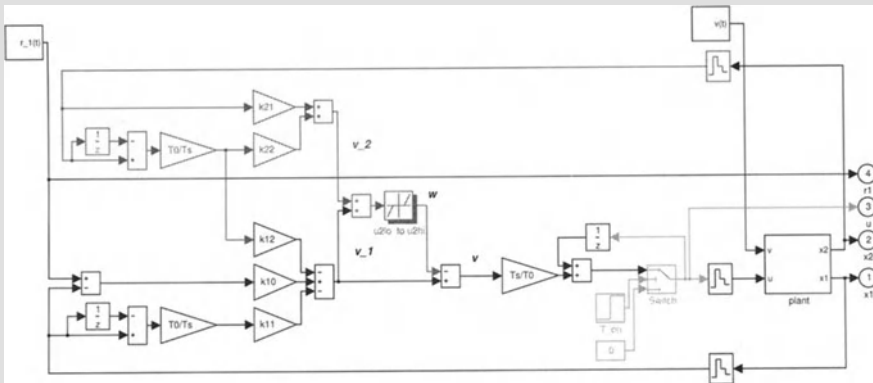 r_1(t)
v(t)
k21
1
z
T0/Ts
k22
v_2
4
r1
w
3
u
u2lo to u2hi
k12
v_1
1
z
v
2
x2
v
x2
k10
Ts/T0
u
x1
1
x1
Switch
plant
1
z
T0/Ts
k11
T_on
0